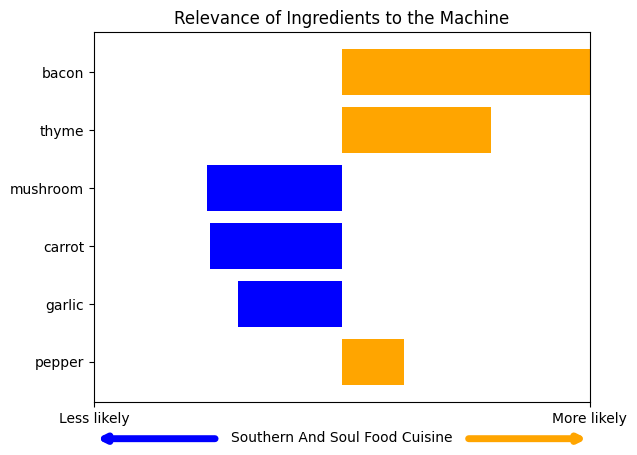 Relevance of Ingredients to the Machine
bacon
thyme
mushroom
carrot
garlic
pepper
Less likely
More likely
Southern And Soul Food Cuisine